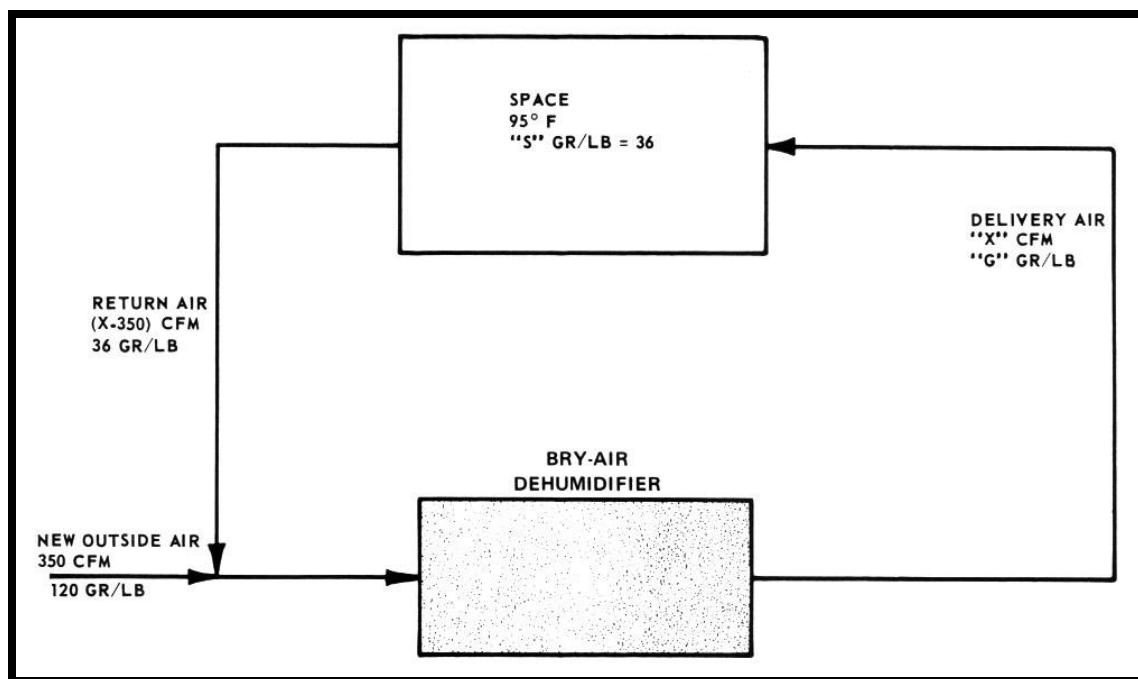 SPACE
95° F
"S" GR/LB = 36
DELIVERY AIR
"X" CFM
"G" GR/LB
RETURN AIR
(X-350) CFM
36 GR/LB
BRY-AIR
DEHUMIDIFIER
NEW OUTSIDE AIR
350 CFM
120 GR/LB